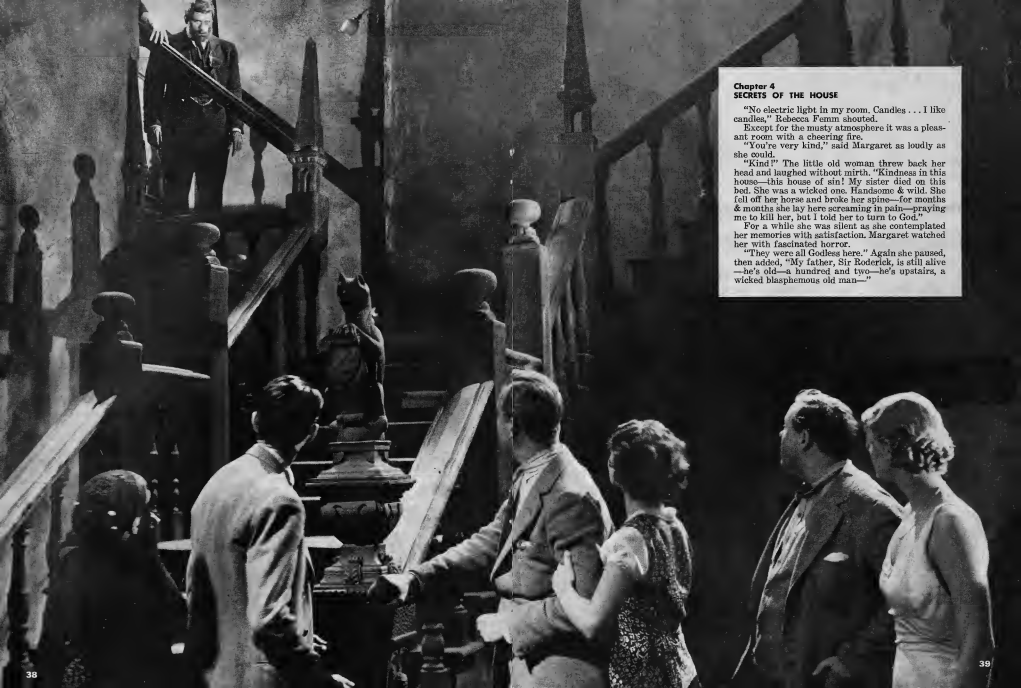 Chapter 4
SECRETS OF THE HOUSE
"No electric light in my room. Candles . . . I like
candles," Rebecca Femm shouted.
Except for the musty atmosphere it was a pleas-
ant room with a cheering fire.
"You're very kind," said Margaret as loudly as
she could.
"Kind!" The little old woman threw back her
head and laughed without mirth. "Kindness in this
house—this house of sin! My sister died on this
bed. She was a wicked one. Handsome & wild. She
fell off her horse and broke her spine—for months
& months she lay here screaming in pain—praying
me to kill her, but I told her to turn to God."
For a while she was silent as she contemplated
her memories with satisfaction. Margaret watched
her with fascinated horror.
"They were all Godless here." Again she paused,
then added, "My father, Sir Roderick, is still alive
—he's old—a hundred and two—he's upstairs, a
wicked blasphemous old man—"
38
39